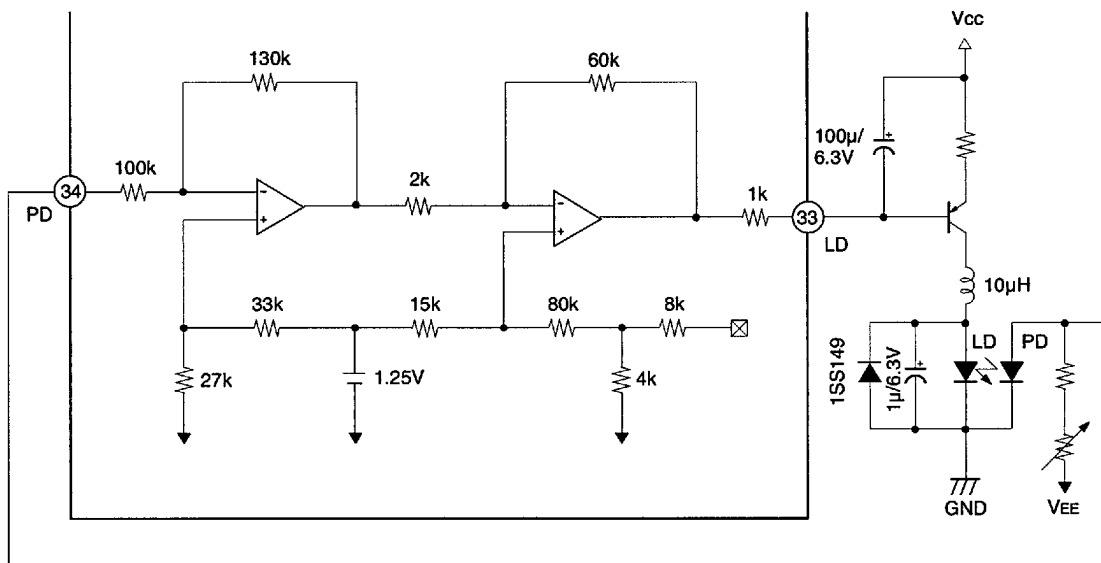 Vcc
130k
60k
100µ/
6.3V
100k
34
PD
2k
-
+
-
+
1k
33
LD
10µH
33k
15k
80k
8k
27k
1.25V
4k
1SS149
1µ/6.3V
+
+
LD
PD
GND
VEE